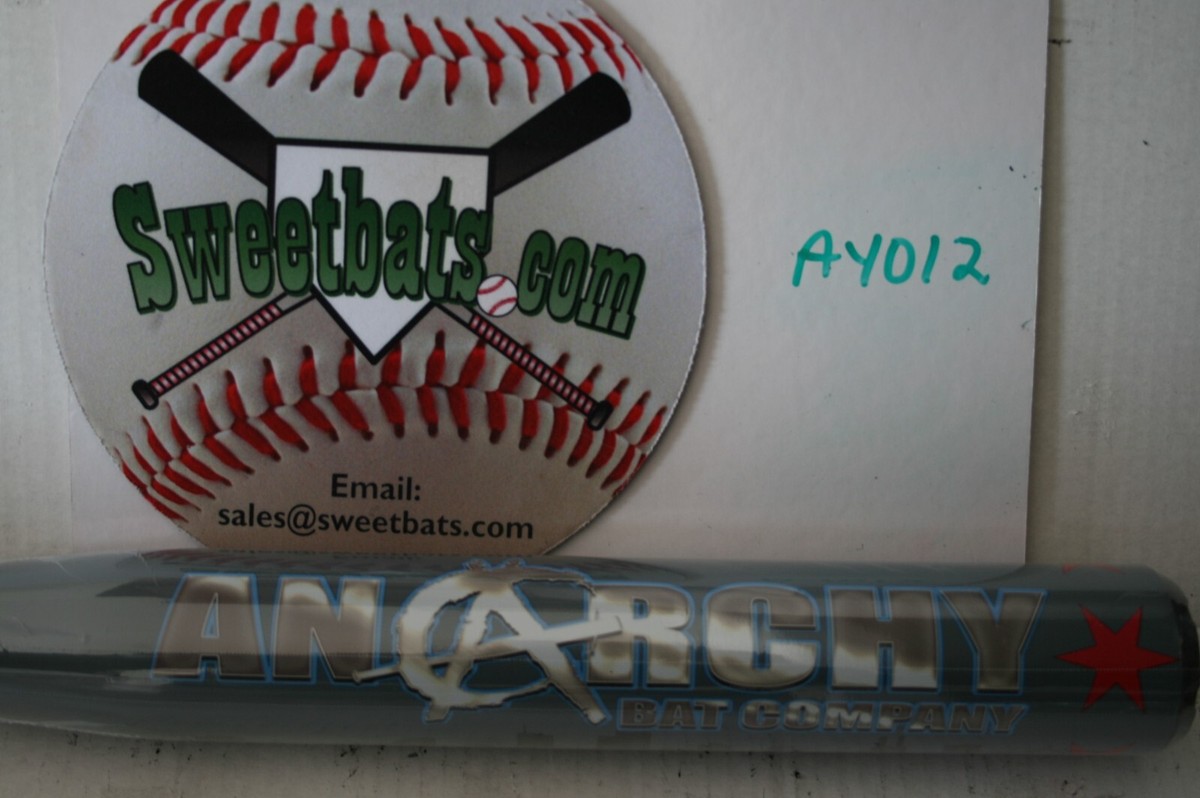 Sweetbats.com
AY012
Email:
sales@sweetbats.com
ANARCHY
BAT COMPANY